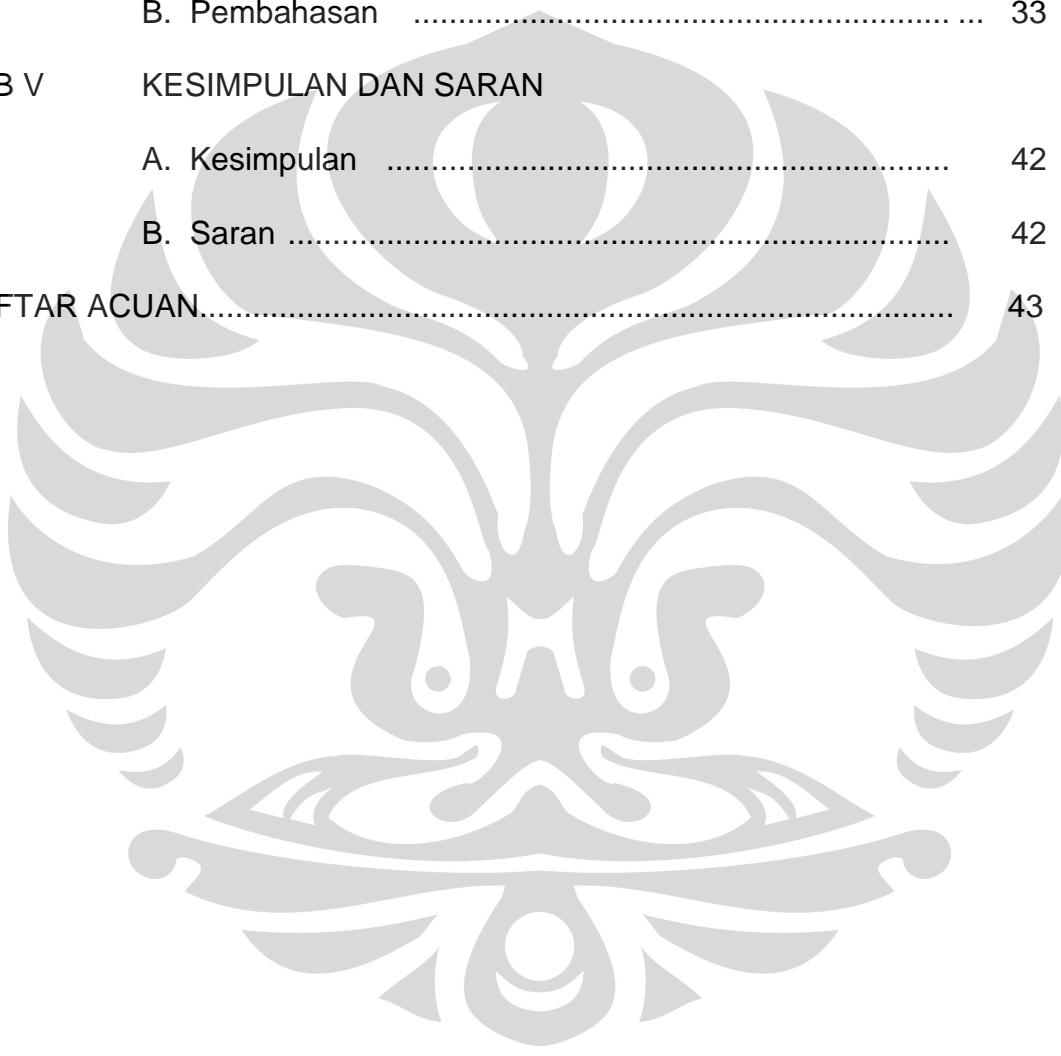 B. Pembahasan ................................................................ ... 33
B V KESIMPULAN DAN SARAN
A. Kesimpulan ................................................................ 42
B. Saran ........................................................................ 42
FTAR ACUAN................................................................................ 43